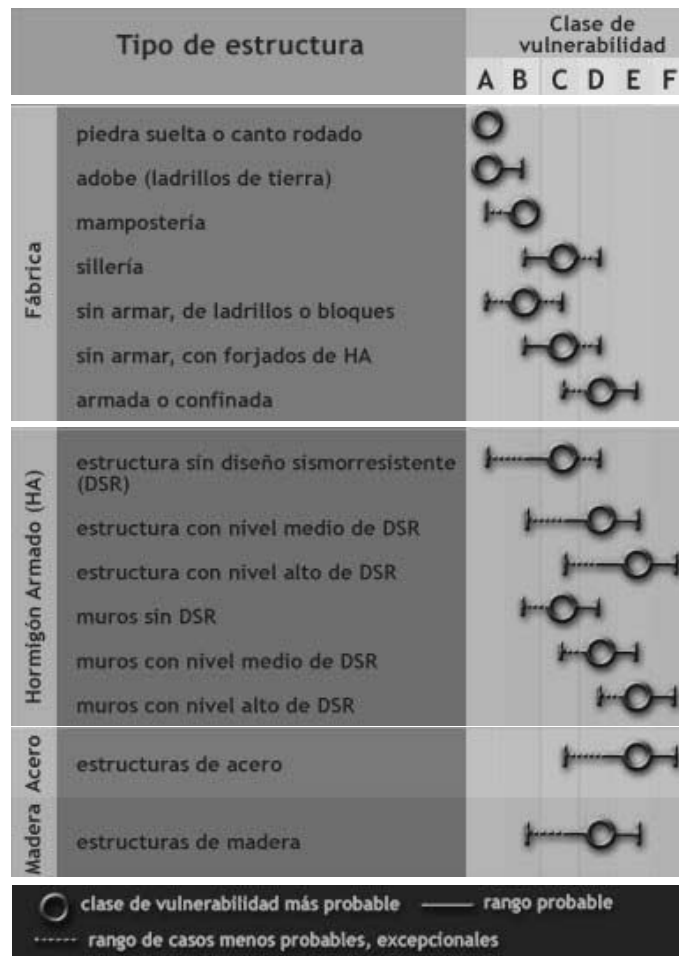 Tipo de estructura
Clase de
vulnerabilidad
A B C D E F
Fábrica
piedra suelta o canto rodado
adobe (ladrillos de tierra)
mampostería
sillería
sin armar, de ladrillos o bloques
sin armar, con forjados de HA
armada o confinada
Hormigón Armado (HA)
estructura sin diseño sismorresistente
(DSR)
estructura con nivel medio de DSR
estructura con nivel alto de DSR
muros sin DSR
muros con nivel medio de DSR
muros con nivel alto de DSR
Acero
estructuras de acero
Madera
estructuras de madera
clase de vulnerabilidad más probable
rango probable
rango de casos menos probables, excepcionales